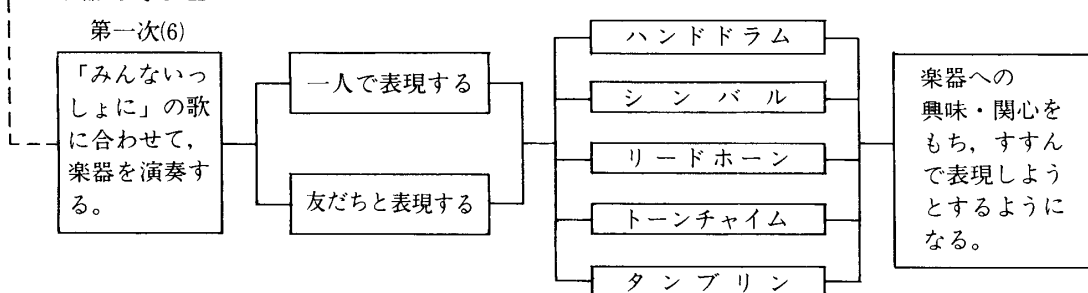 第一次(6)
「みんないっ
しょに」の歌
に合わせて,
楽器を演奏す
る。
一人で表現する
友だちと表現する
ハンドドラム
シンバル
リードホーン
トーンチャイム
タンブリン
楽器への
興味・関心を
もち,すすん
で表現しよう
とするように
なる。